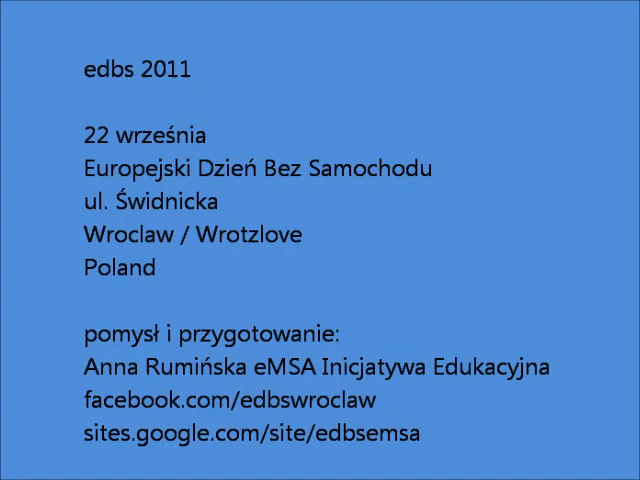 edbs 2011
22 września
Europejski Dzień Bez Samochodu
ul. Świdnicka
Wroclaw / Wrotzlove
Poland
pomysł i przygotowanie:
Anna Rumińska eMSA Inicjatywa Edukacyjna
facebook.com/edbswroclaw
sites.google.com/site/edbsemsa